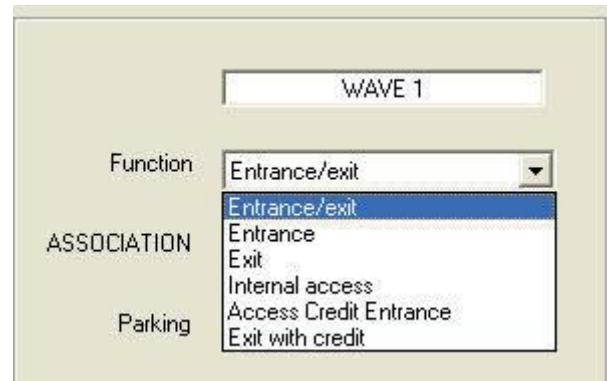 WAVE 1
Function
Entrance/exit
Entrance/exit
Entrance
ASSOCIATION
Exit
Internal access
Parking
Access Credit Entrance
Exit with credit